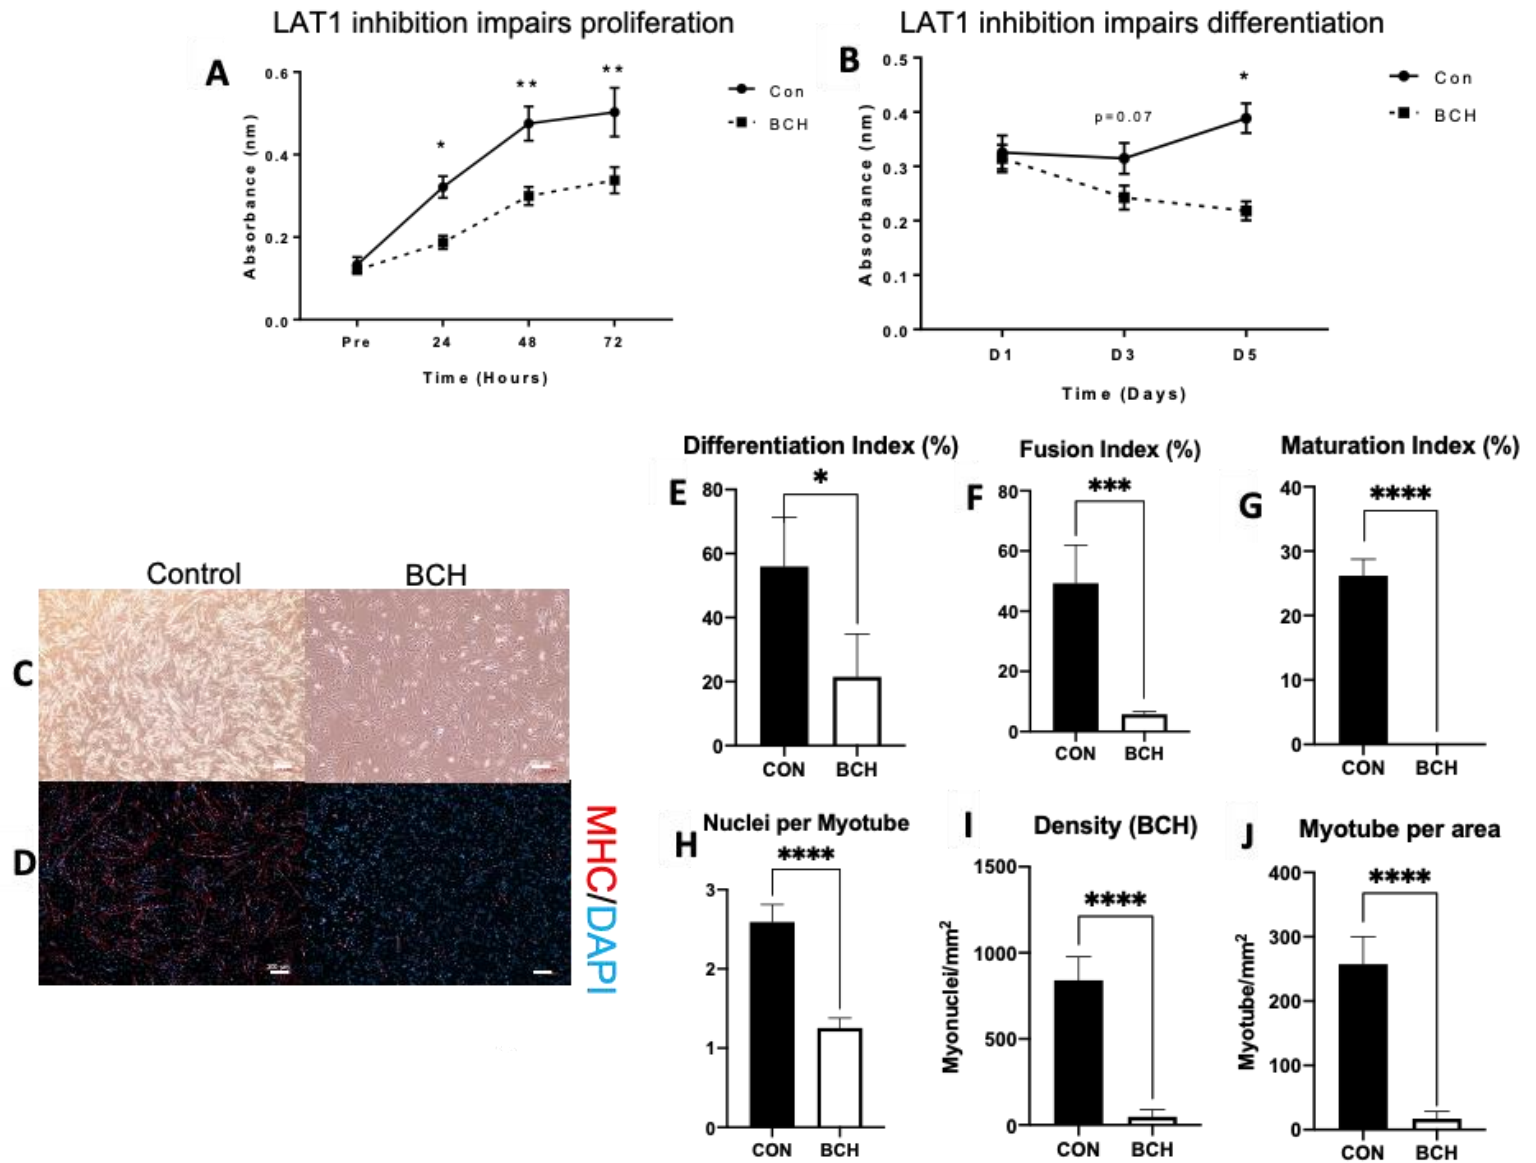 LAT1 inhibition impairs proliferation
A
0.6
0.4
0.2
0.0
Absorbance (nm)
*
**
**
Con
BCH
Pre 24 48 72
Time (Hours)
LAT1 inhibition impairs differentiation
B
0.5
0.4
0.3
0.2
0.1
0.0
Absorbance (nm)
p=0.07
*
Con
BCH
D1 D3 D5
Time (Days)
Control BCH
C
D
MHC/DAPI
E
Differentiation Index (%)
*
80
60
40
20
0
CON BCH
F
Fusion Index (%)
***
80
60
40
20
0
CON BCH
G
Maturation Index (%)
****
40
30
20
10
0
CON BCH
H
Nuclei per Myotube
****
3
2
1
0
CON BCH
I
Density (BCH)
****
1500
1000
500
0
Myonuclei/mm²
CON BCH
J
Myotube per area
****
400
300
200
100
0
Myotube/mm²
CON BCH